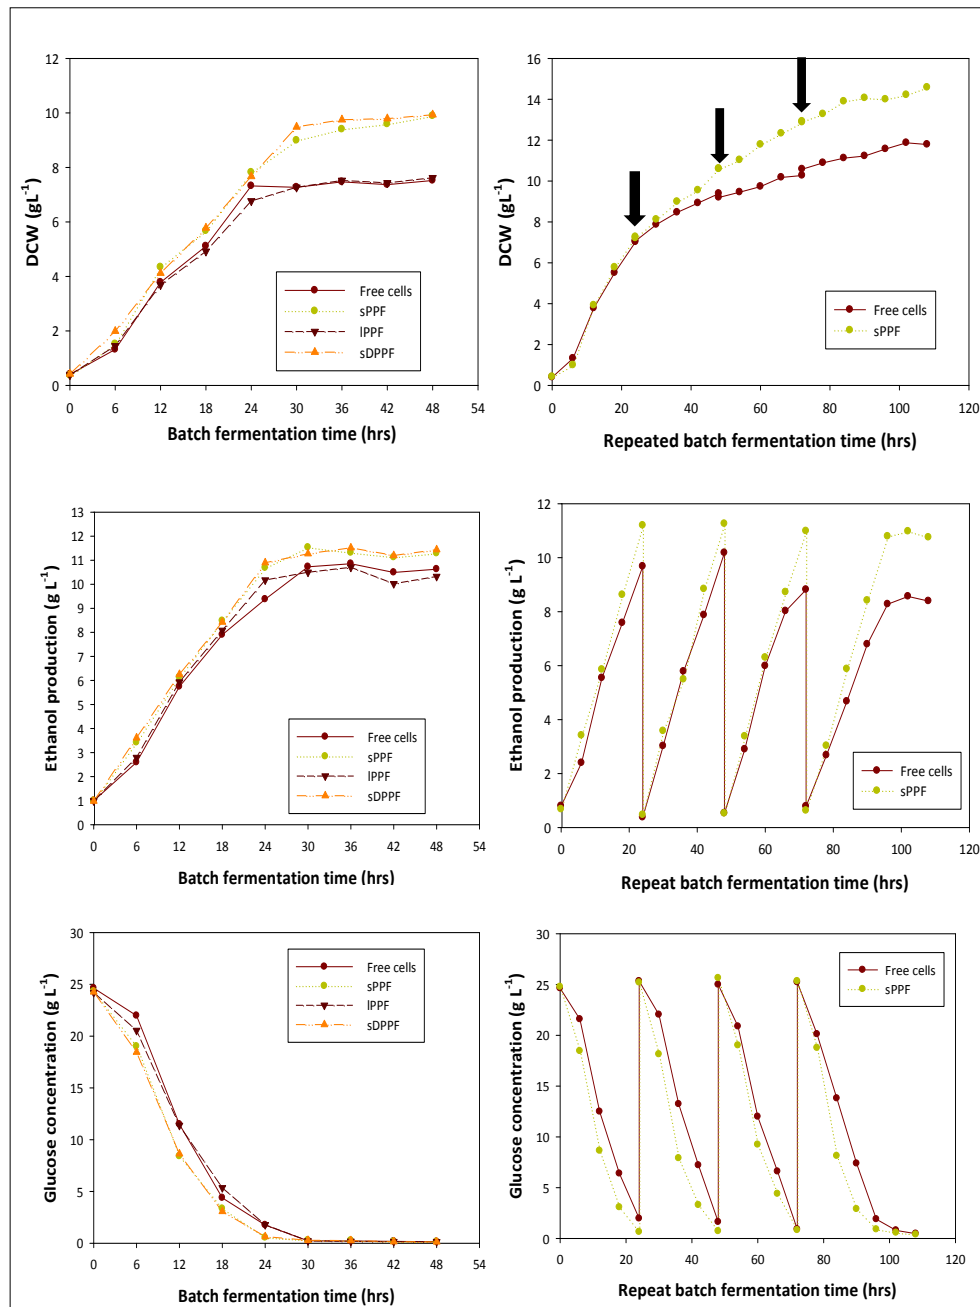 12
10
8
6
4
2
0
DCW (gL-1)
Free cells
sPPF
lPPF
sDPPF
0 6 12 18 24 30 36 42 48 54
Batch fermentation time (hrs)
16
14
12
10
8
6
4
2
0
DCW (gL-1)
Free cells
sPPF
0 20 40 60 80 100 120
Repeated batch fermentation time (hrs)
13
12
11
10
9
8
7
6
5
4
3
2
1
0
Ethanol production (g L-1)
Free cells
sPPF
lPPF
sDPPF
0 6 12 18 24 30 36 42 48 54
Batch fermentation time (hrs)
12
10
8
6
4
2
0
Ethanol production (g L-1)
Free cells
sPPF
0 20 40 60 80 100 120
Repeat batch fermentation time (hrs)
30
25
20
15
10
5
0
Glucose concentration (g L-1)
Free cells
sPPF
lPPF
sDPPF
0 6 12 18 24 30 36 42 48 54
Batch fermentation time (hrs)
30
25
20
15
10
5
0
Glucose concentration (g L-1)
Free cells
sPPF
0 20 40 60 80 100 120
Repeat batch fermentation time (hrs)